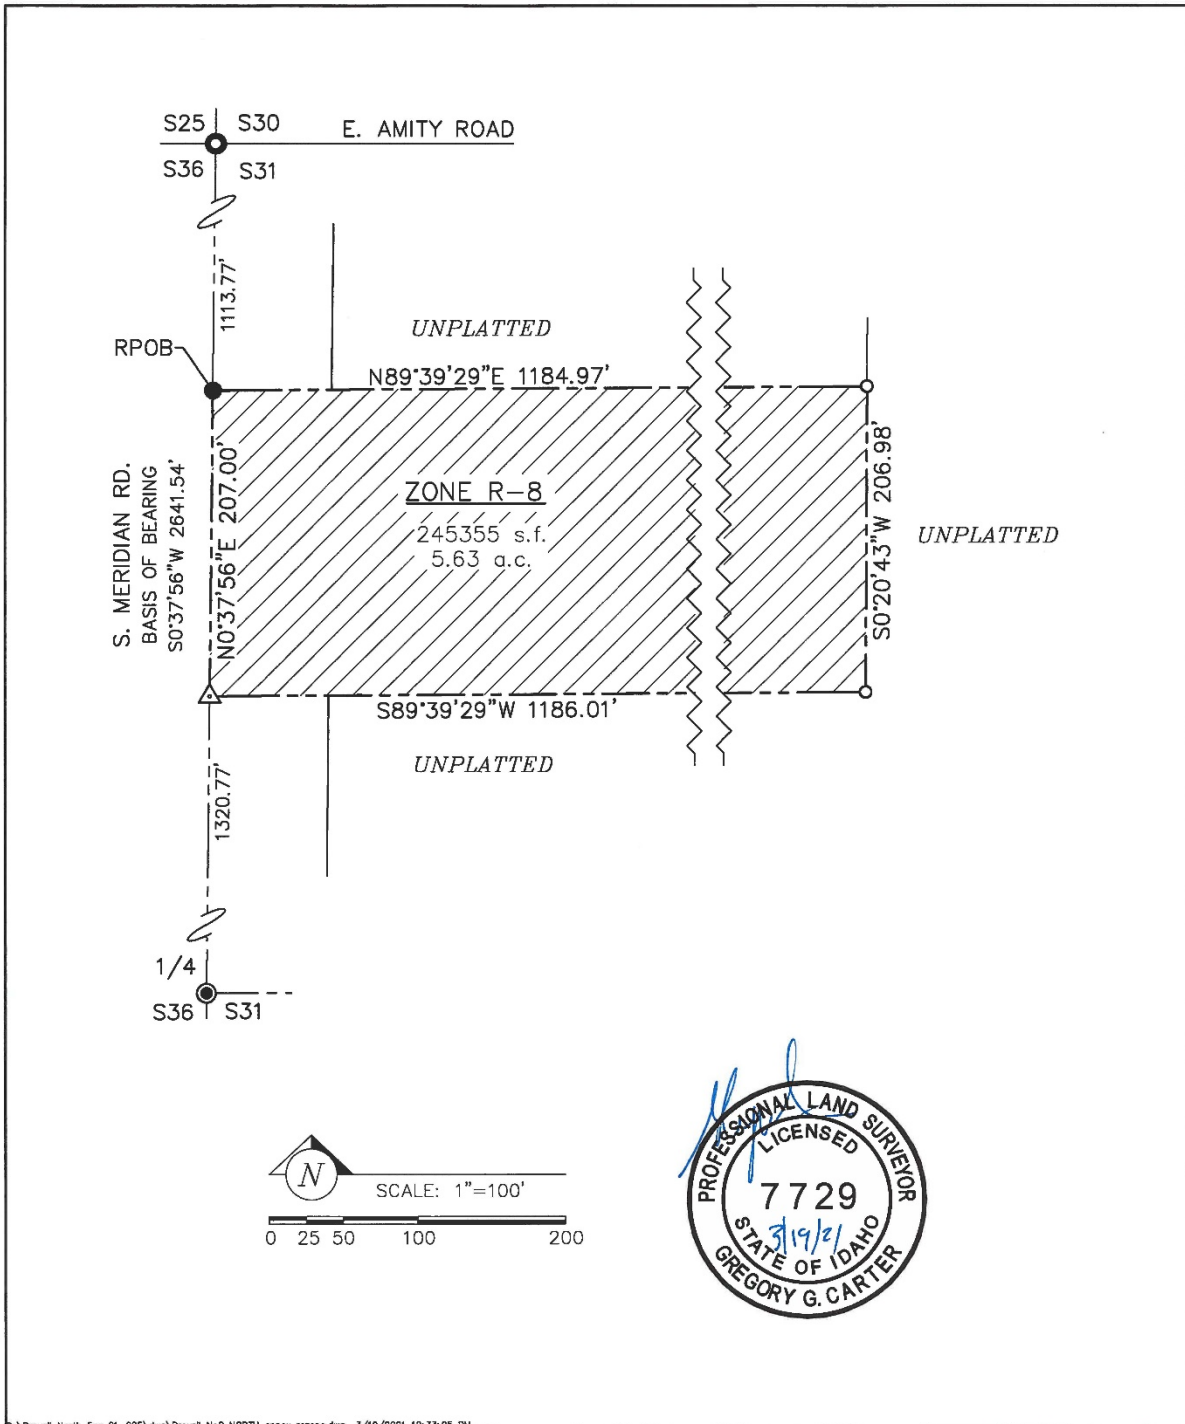 S25 S30 E. AMITY ROAD
S36 S31
1113.77'
RPOB
UNPLATTED
N89°39'29"E 1184.97'
S. MERIDIAN RD.
BASIS OF BEARING
S0°37'56"W 2641.54'
N0°37'56"E 207.00'
ZONE R-8
245355 s.f.
5.63 a.c.
S0°20'43"W 206.98'
UNPLATTED
S89°39'29"W 1186.01'
UNPLATTED
1320.77'
1/4
S36 S31
N
SCALE: 1"=100'
0 25 50 100 200
PROFESSIONAL LAND SURVEYOR
LICENSED
7729
3/19/21
STATE OF IDAHO
GREGORY G. CARTER